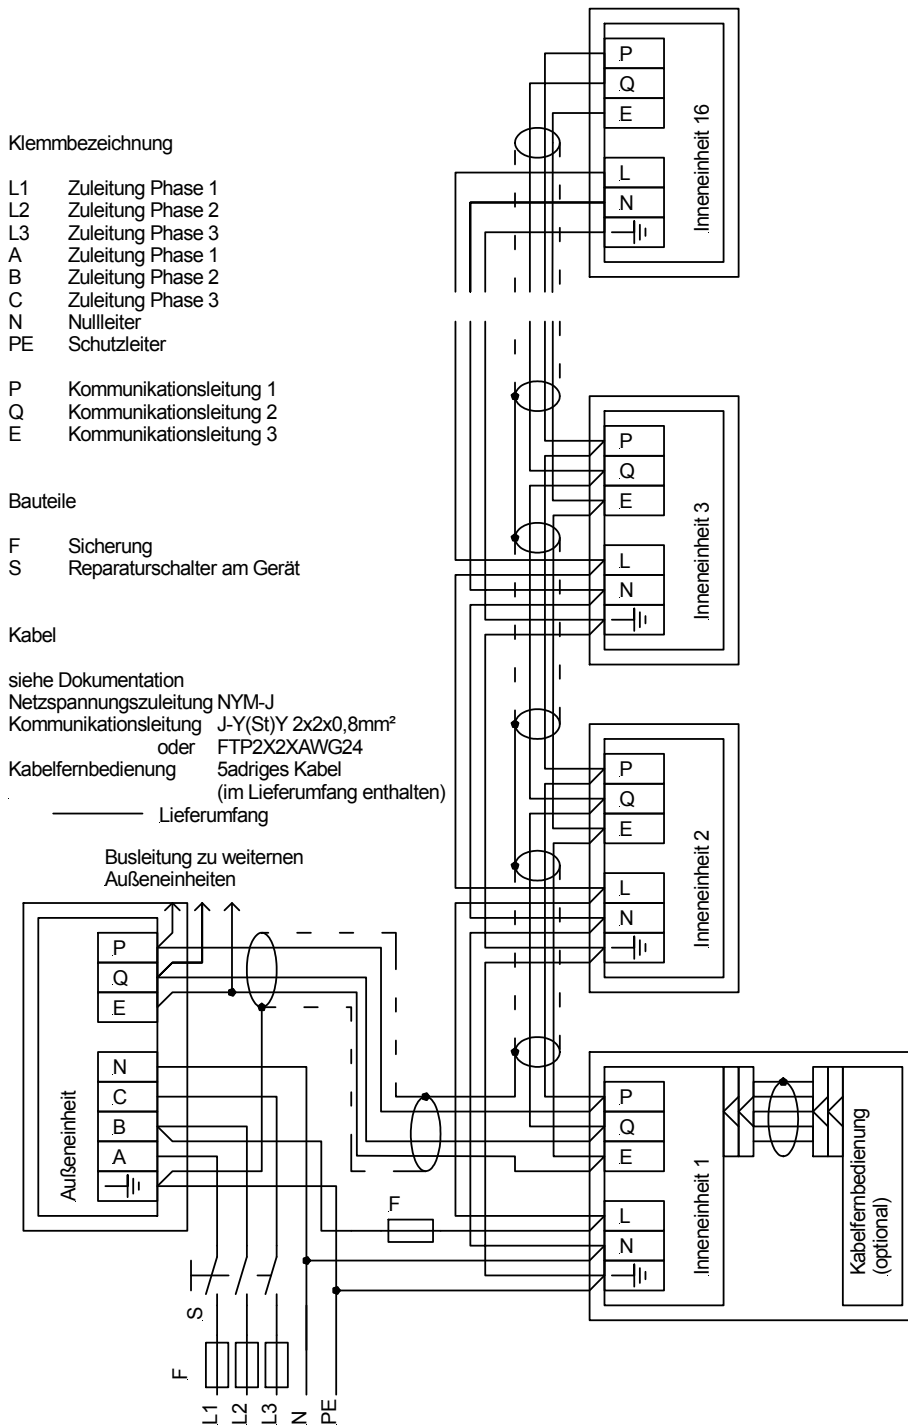 Klemmbezeichnung
L1 Zuleitung Phase 1
L2 Zuleitung Phase 2
L3 Zuleitung Phase 3
A Zuleitung Phase 1
B Zuleitung Phase 2
C Zuleitung Phase 3
N Nullleiter
PE Schutzleiter
P Kommunikationsleitung 1
Q Kommunikationsleitung 2
E Kommunikationsleitung 3
Bauteile
F Sicherung
S Reparaturschalter am Gerät
Kabel
siehe Dokumentation
Netzspannungszuleitung NYM-J
Kommunikationsleitung J-Y(St)Y 2x2x0,8mm²
oder FTP2X2XAWG24
Kabelfernbedienung 5adriges Kabel
(im Lieferumfang enthalten)
Lieferumfang
Busleitung zu weiternen
Außeneinheiten
P
Q
E
N
C
B
A
Außeneinheit
S
F
L1
L2
L3
N
PE
F
P
Q
E
L
N
Inneneinheit 16
P
Q
E
L
N
Inneneinheit 3
P
Q
E
L
N
Inneneinheit 2
P
Q
E
L
N
Inneneinheit 1
Kabelfernbedienung
(optional)